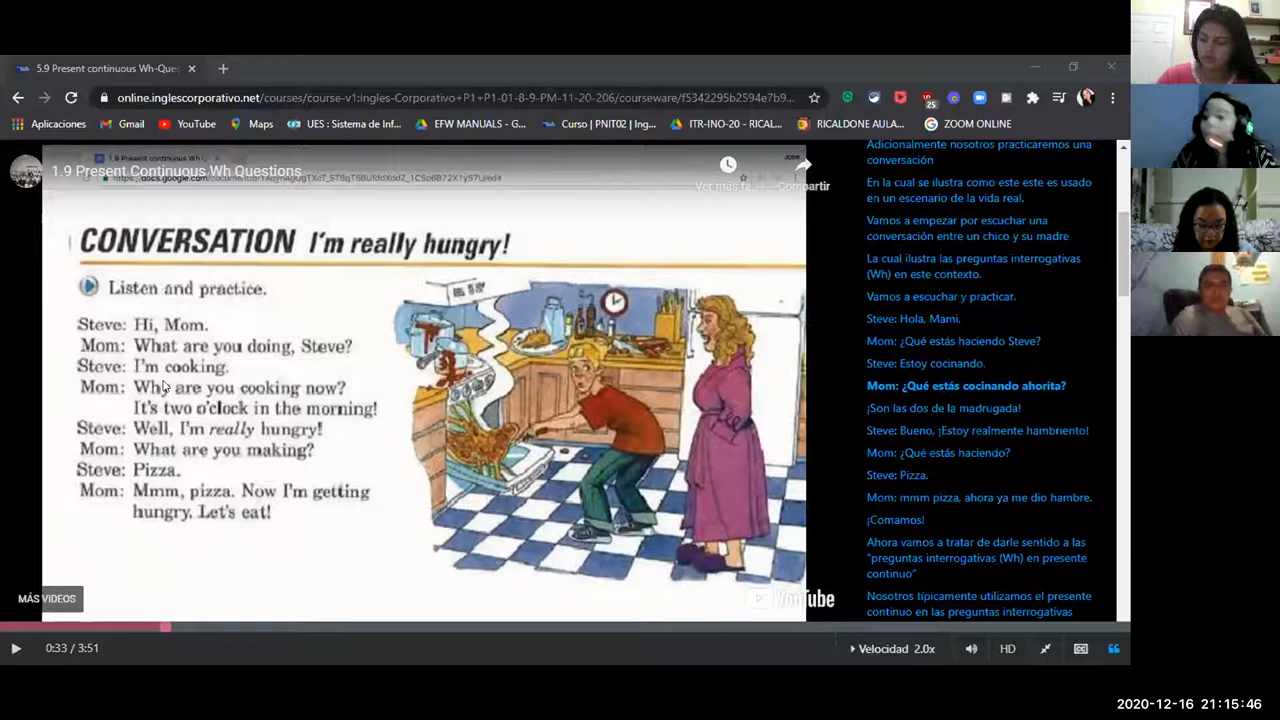 5.9 Present continuous Wh-Que
online.inglescorporativo.net/courses/course-v1:Ingles-Corporativo+P1+P1-01-8-9-PM-11-20-206/courseware/f5342295b2594e7b9...
25
Aplicaciones
Gmail
YouTube
Maps
UES : Sistema de Inf...
EFW MANUALS - G...
Curso | PNIT02 | Ing...
ITR-INO-20 - RICAL...
RICALDONE AULA...
ZOOM ONLINE
1.9 Present Continuous Wh Questions
Ver más ta...
Compartir
CONVERSATION I'm really hungry!
Listen and practice.
Steve: Hi, Mom.
Mom: What are you doing, Steve?
Steve: I'm cooking.
Mom: Why are you cooking now?
It's two o'clock in the morning!
Steve: Well, I'm really hungry!
Mom: What are you making?
Steve: Pizza.
Mom: Mmm, pizza. Now I'm getting
hungry. Let's eat!
MÁS VIDEOS
YouTube
0:33 / 3:51
Velocidad 2.0x
HD
Adicionalmente nosotros practicaremos una
conversación
En la cual se ilustra como este este es usado
en un escenario de la vida real.
Vamos a empezar por escuchar una
conversación entre un chico y su madre
La cual ilustra las preguntas interrogativas
(Wh) en este contexto.
Vamos a escuchar y practicar.
Steve: Hola, Mami.
Mom: ¿Qué estás haciendo Steve?
Steve: Estoy cocinando.
Mom: ¿Qué estás cocinando ahorita?
¡Son las dos de la madrugada!
Steve: Bueno, ¡Estoy realmente hambriento!
Mom: ¿Qué estás haciendo?
Steve: Pizza.
Mom: mmm pizza, ahora ya me dio hambre.
¡Comamos!
Ahora vamos a tratar de darle sentido a las
"preguntas interrogativas (Wh) en presente
continuo"
Nosotros típicamente utilizamos el presente
continuo en las preguntas interrogativas
2020-12-16 21:15:46